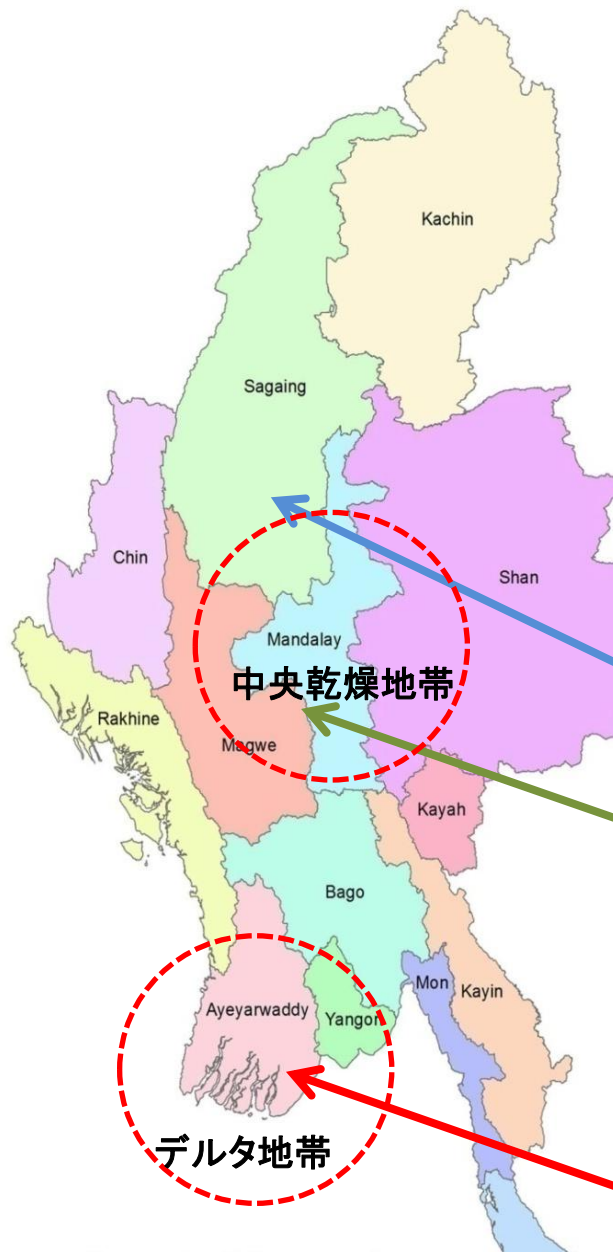 Kachin
Sagaing
Chin
Shan
Mandalay
中央乾燥地帯
Rakhine
Magwe
Kayah
Bago
Mon
Kayin
Ayeyarwaddy
Yangon
デルタ地帯